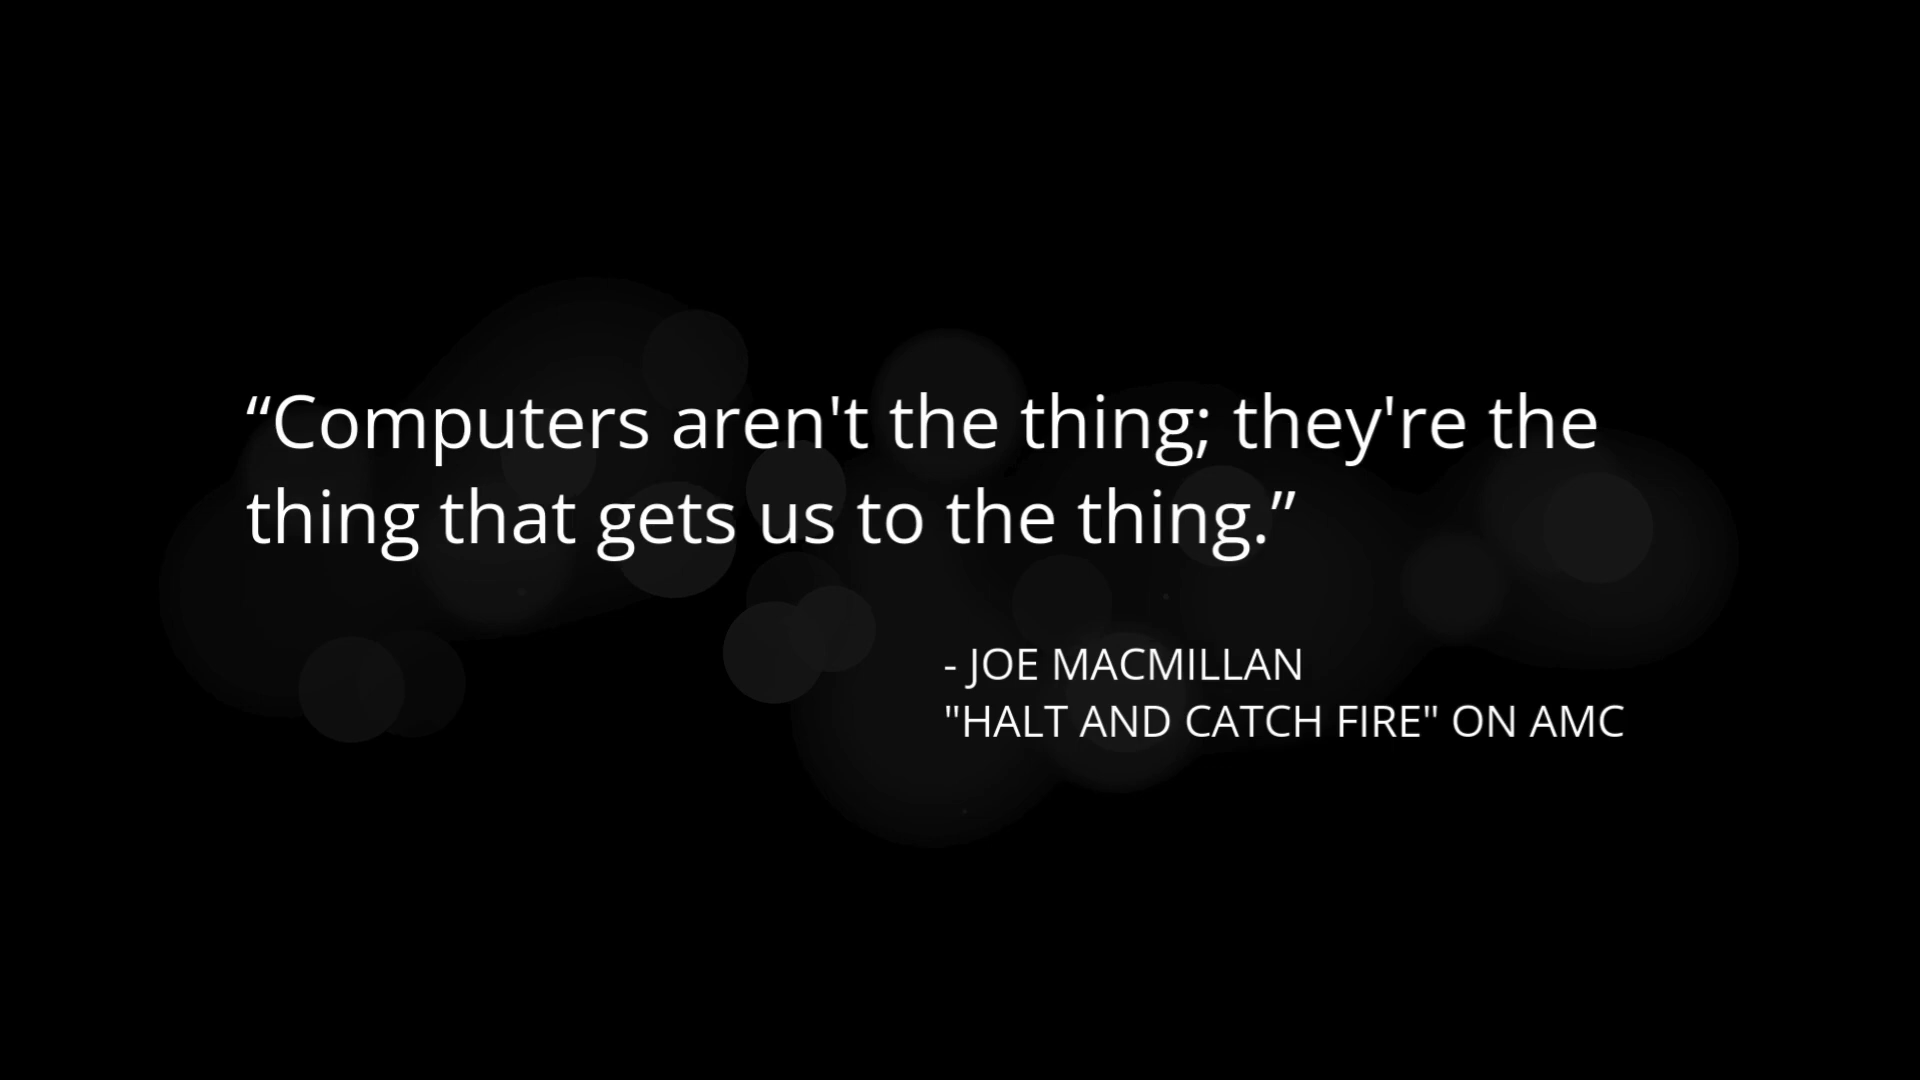 “Computers aren't the thing; they're the
thing that gets us to the thing.”
- JOE MACMILLAN
"HALT AND CATCH FIRE" ON AMC